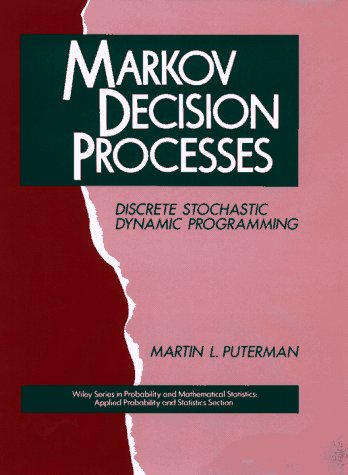 MARKOV
DECISION
PROCESSES
DISCRETE STOCHASTIC
DYNAMIC PROGRAMMING
MARTIN L. PUTERMAN
Wiley Series in Probability and Mathematical Statistics:
Applied Probability and Statistics Section